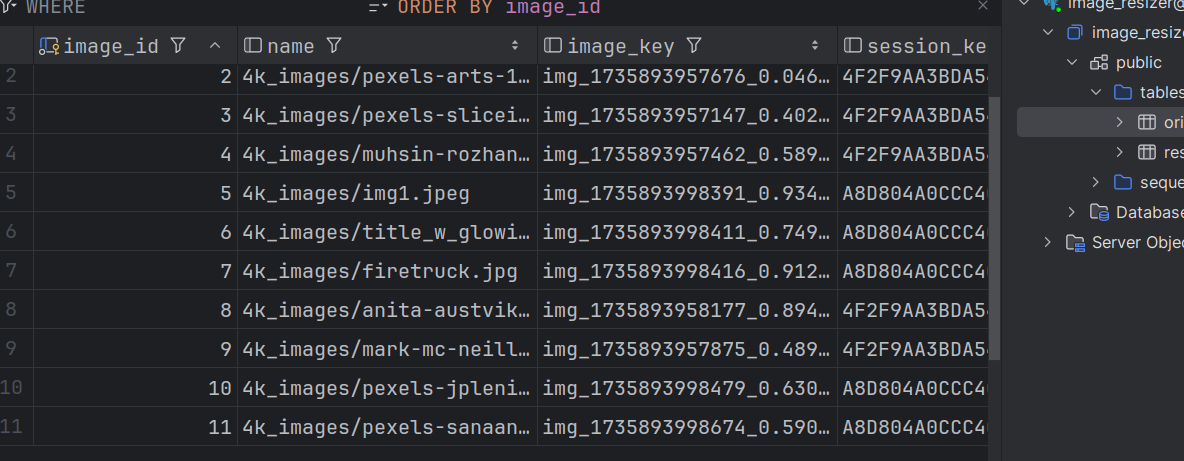 WHERE ORDER BY image_id
image_id name image_key session_ke
2 2 4k_images/pexels-arts-1… img_1735893957676_0.046… 4F2F9AA3BDA5
3 3 4k_images/pexels-slicei… img_1735893957147_0.402… 4F2F9AA3BDA5
4 4 4k_images/muhsin-rozhan… img_1735893957462_0.589… 4F2F9AA3BDA5
5 5 4k_images/img1.jpeg img_1735893998391_0.934… A8D804A0CCC4
6 6 4k_images/title_w_glowi… img_1735893998411_0.749… A8D804A0CCC4
7 7 4k_images/firetruck.jpg img_1735893998416_0.912… A8D804A0CCC4
8 8 4k_images/anita-austvik… img_1735893958177_0.894… 4F2F9AA3BDA5
9 9 4k_images/mark-mc-neill… img_1735893957875_0.489… 4F2F9AA3BDA5
10 10 4k_images/pexels-jpleni… img_1735893998479_0.630… A8D804A0CCC4
11 11 4k_images/pexels-sanaan… img_1735893998674_0.590… A8D804A0CCC4
image_resizer@
image_resize
public
tables
ori
res
seque
Database
Server Objec